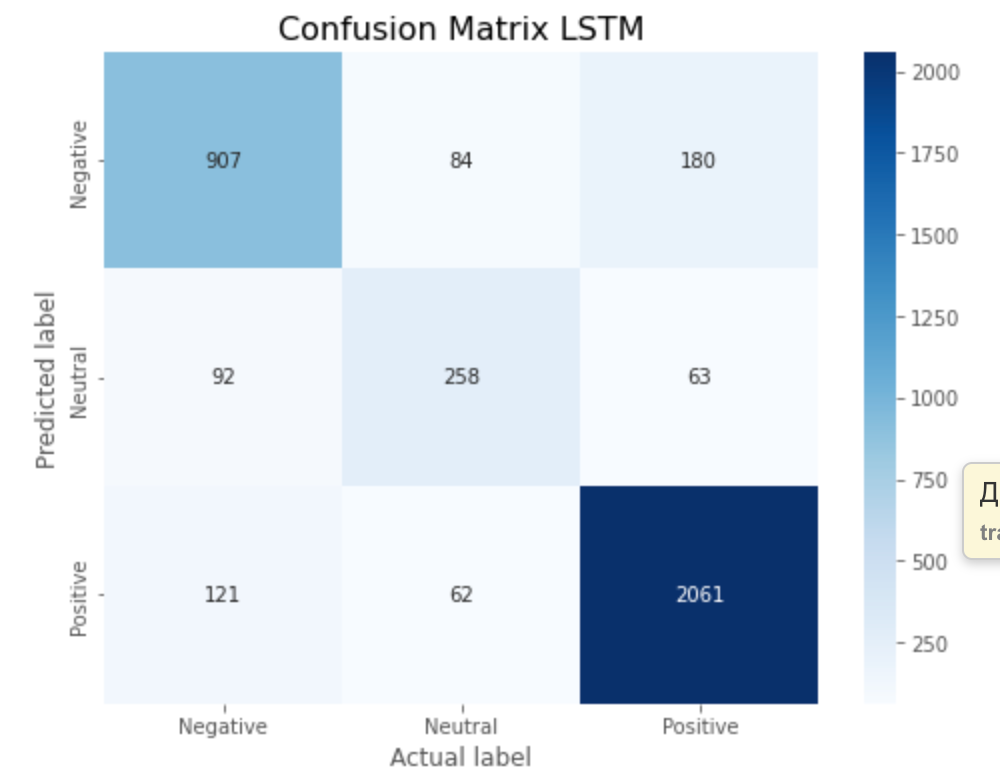 Confusion Matrix LSTM
Negative
907
84
180
Neutral
92
258
63
Positive
121
62
2061
Predicted label
Negative
Neutral
Positive
Actual label
2000
1750
1500
1250
1000
750
500
250